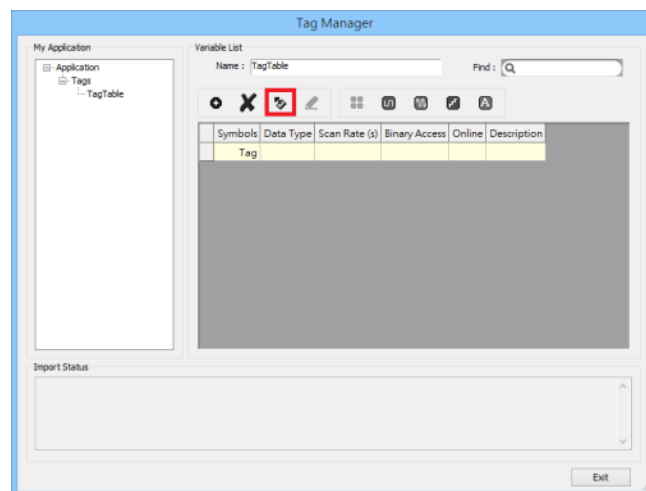 Tag Manager
My Application
Application
Tags
TagTable
Variable List
Name : TagTable
Find :
Symbols Data Type Scan Rate (s) Binary Access Online Description
Tag
Import Status
Exit